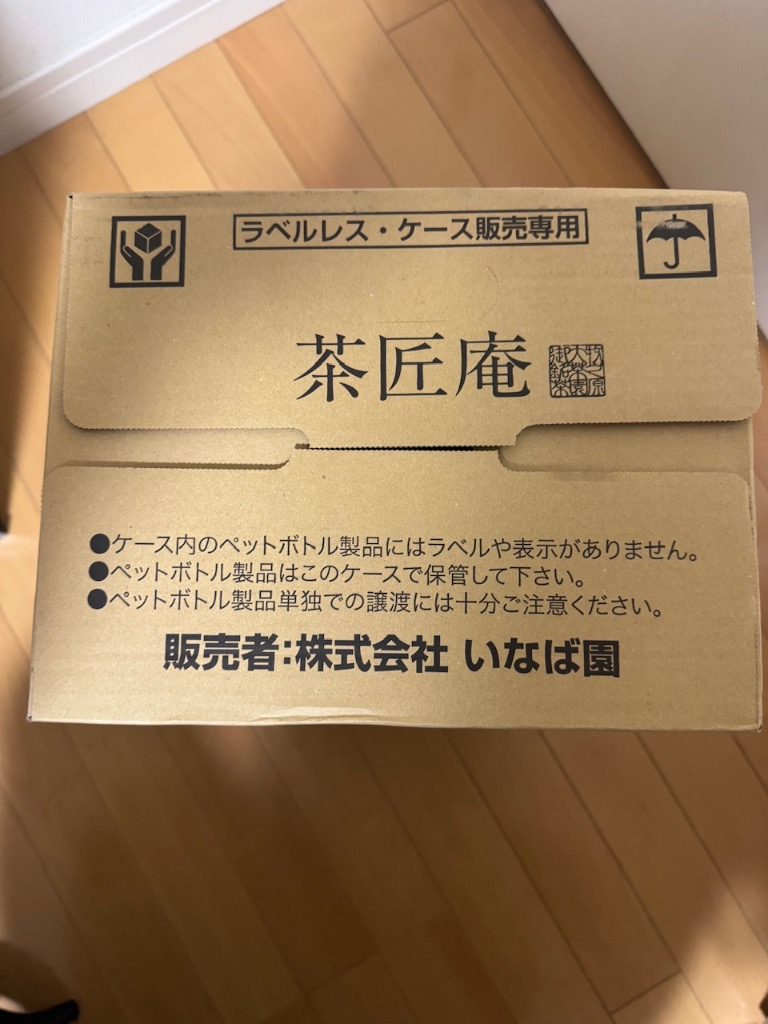 ラベルレス・ケース販売専用
茶匠庵
●ケース内のペットボトル製品にはラベルや表示がありません。
●ペットボトル製品はこのケースで保管して下さい。
●ペットボトル製品単独での譲渡には十分ご注意ください。
販売者:株式会社 いなば園